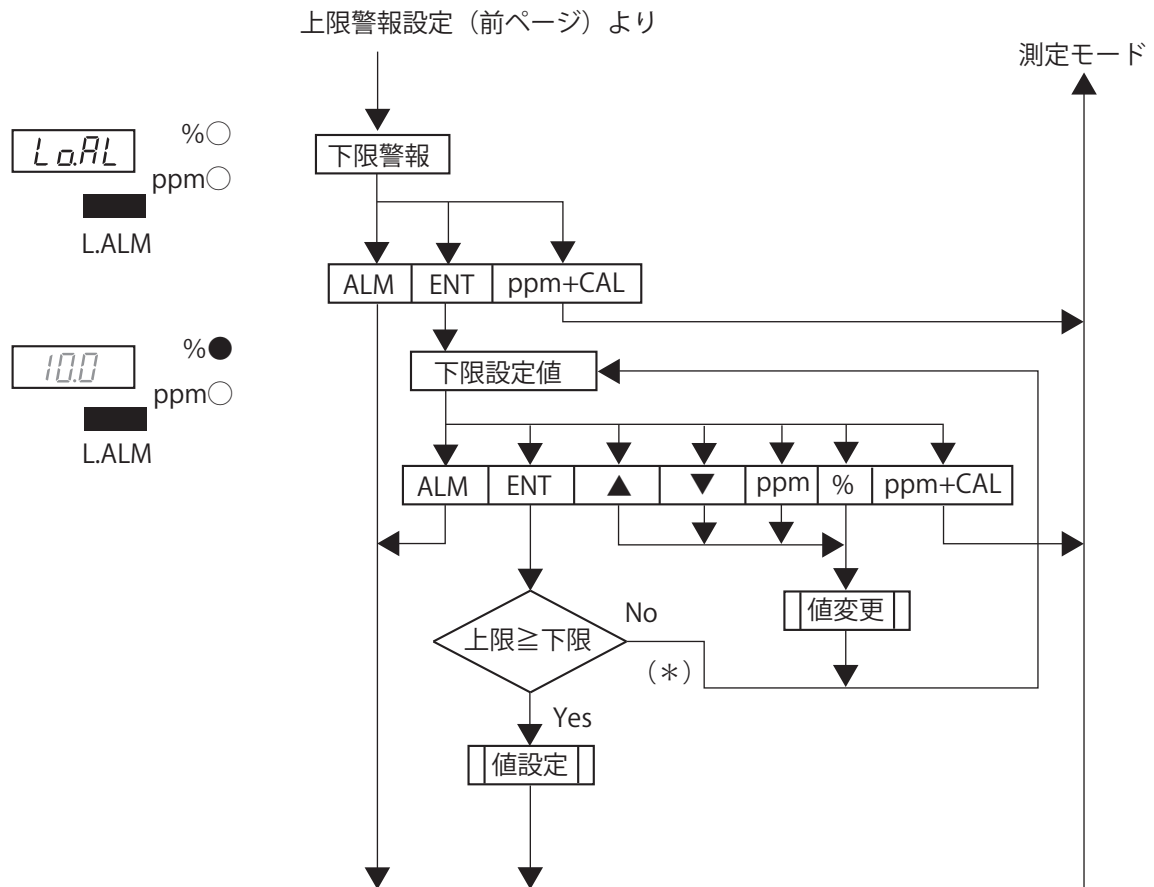 上限警報設定（前ページ）より
測定モード
Lo.AL
%○
ppm○
L.ALM
下限警報
ALM ENT ppm+CAL
10.0
%●
ppm○
L.ALM
下限設定値
ALM ENT ▲ ▼ ppm % ppm+CAL
値変更
上限≧下限
No
（＊）
Yes
値設定